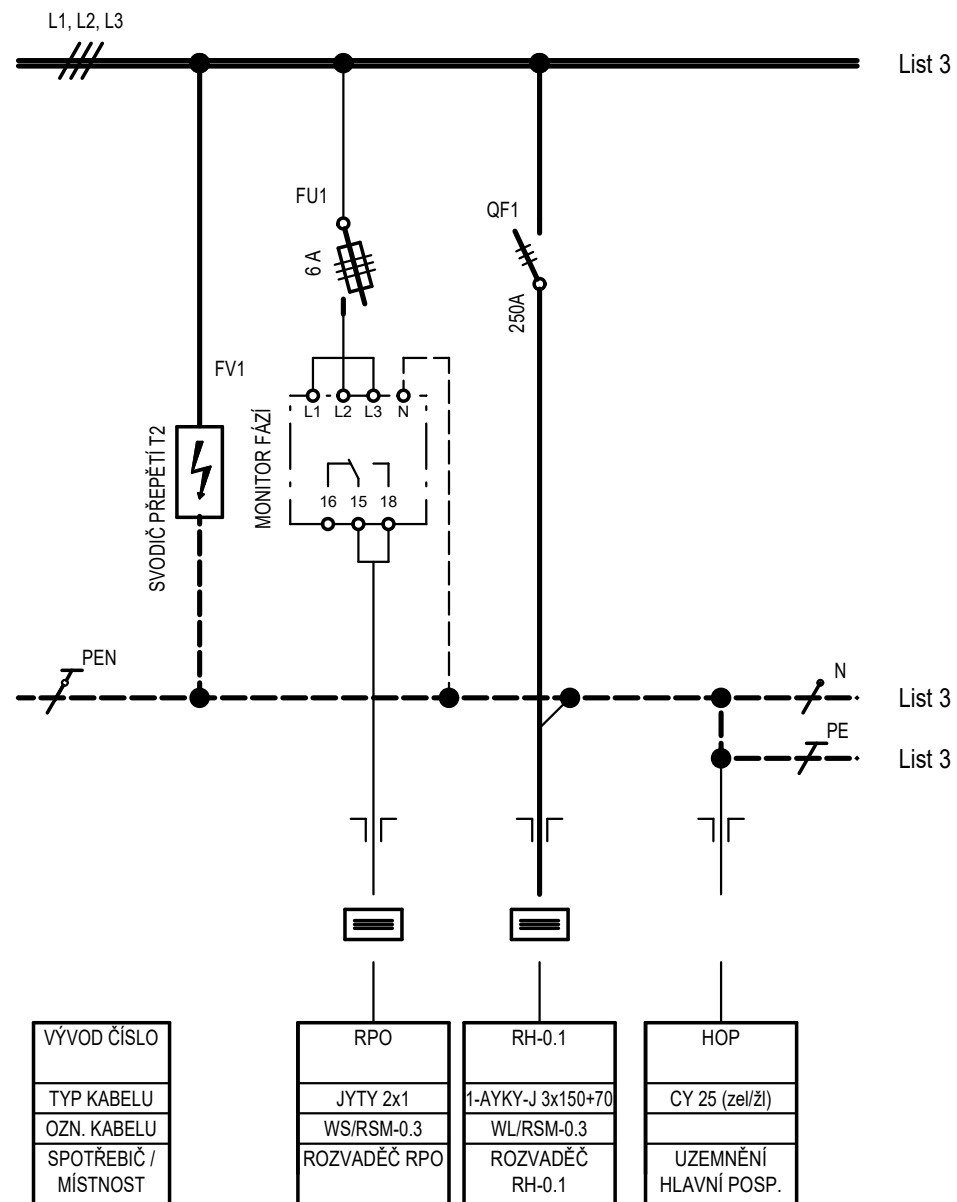 L1, L2, L3
List 3
FU1
QF1
6 A
250A
FV1
SVODIČ PŘEPĚTÍ T2
MONITOR FÁZÍ
L1 L2 L3 N
16 15 18
PEN
N
List 3
PE
List 3
VÝVOD ČÍSLO RPO RH-0.1 HOP
TYP KABELU JYTY 2x1 1-AYKY-J 3x150+70 CY 25 (zel/žl)
OZN. KABELU WS/RSM-0.3 WL/RSM-0.3
SPOTŘEBIČ / ROZVADĚČ RPO ROZVADĚČ UZEMNĚNÍ
MÍSTNOST RH-0.1 HLAVNÍ POSP.